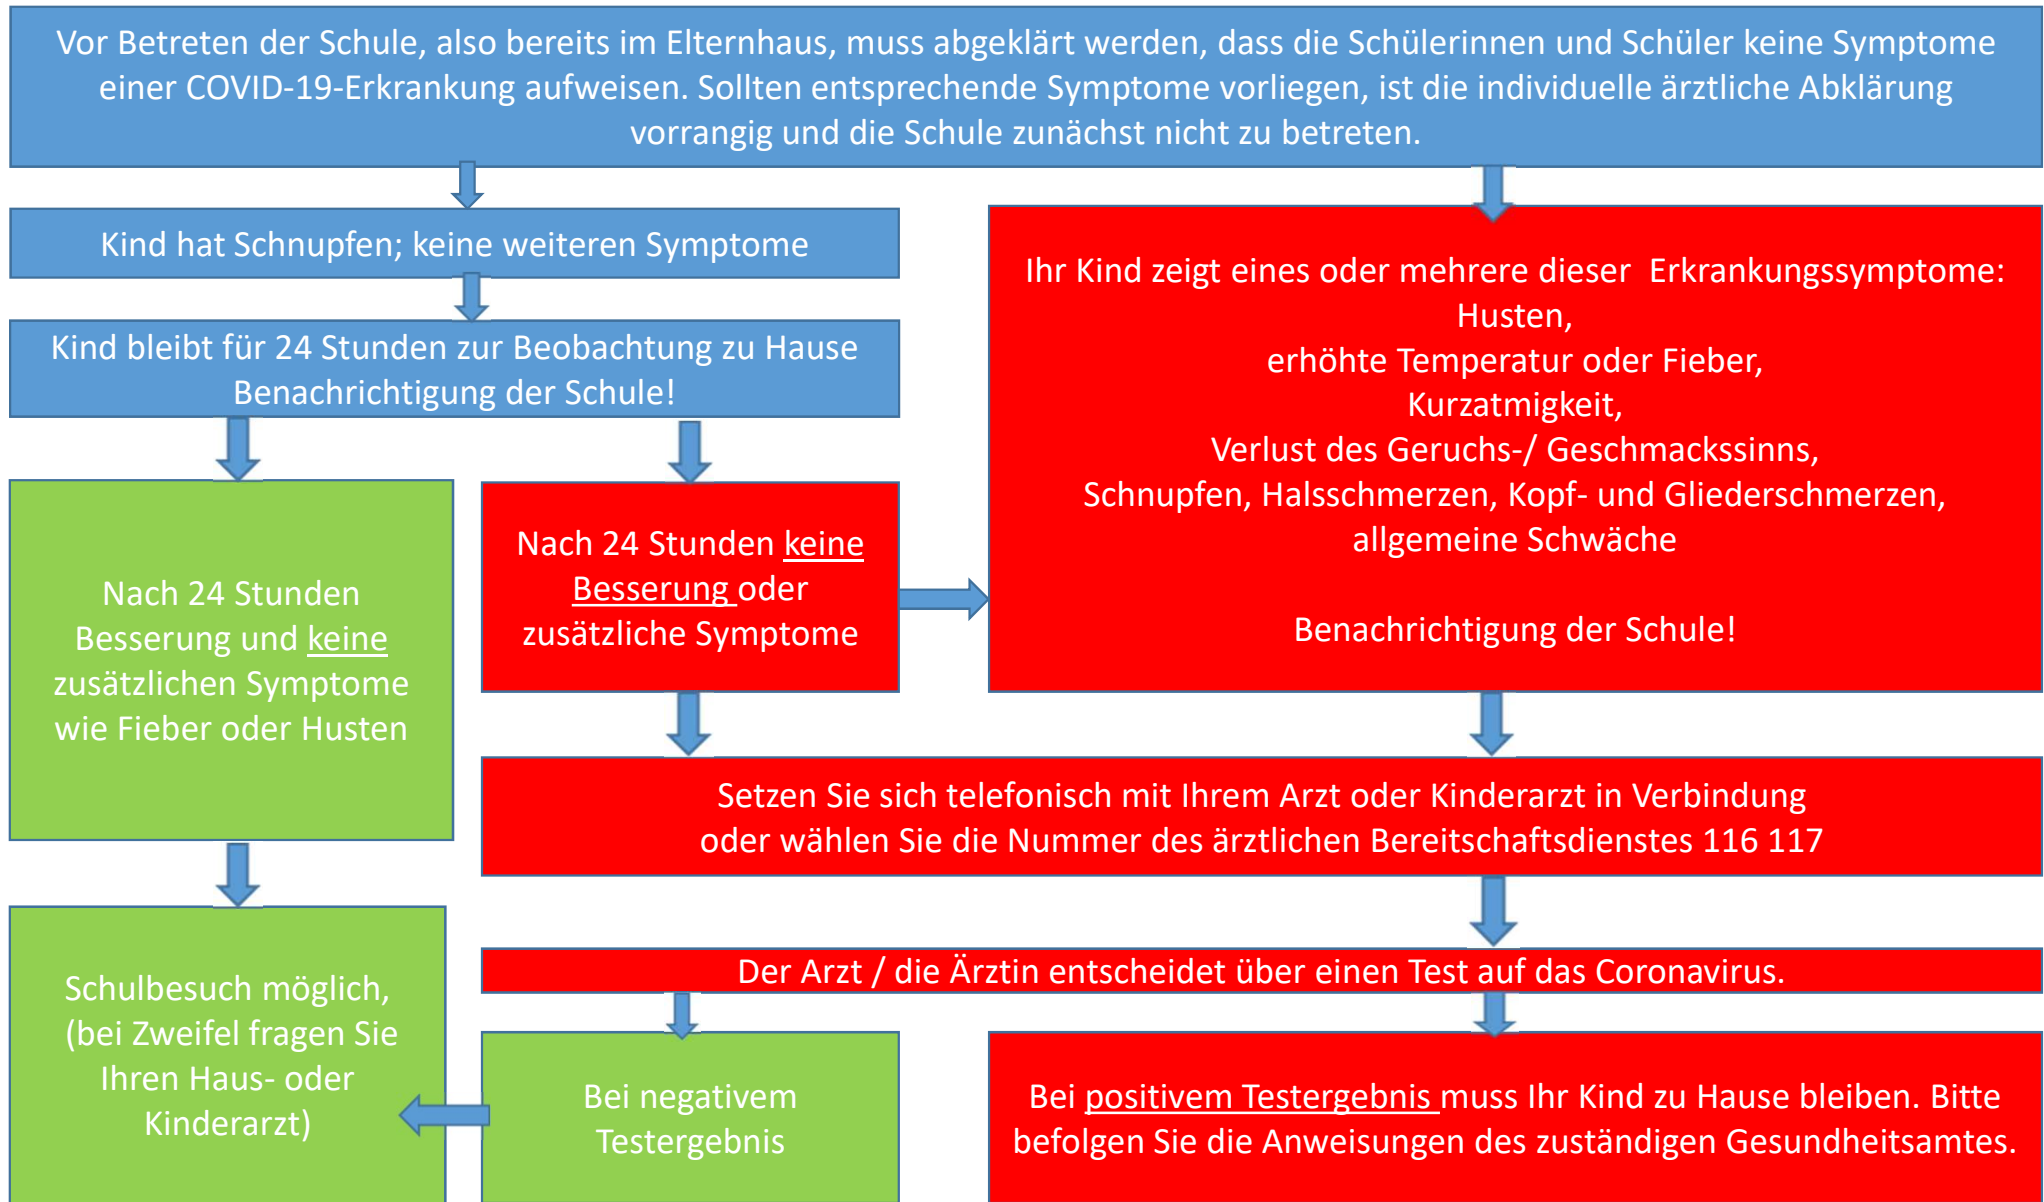 Vor Betreten der Schule, also bereits im Elternhaus, muss abgeklärt werden, dass die Schülerinnen und Schüler keine Symptome
einer COVID-19-Erkrankung aufweisen. Sollten entsprechende Symptome vorliegen, ist die individuelle ärztliche Abklärung
vorrangig und die Schule zunächst nicht zu betreten.
Kind hat Schnupfen; keine weiteren Symptome
Kind bleibt für 24 Stunden zur Beobachtung zu Hause
Benachrichtigung der Schule!
Nach 24 Stunden
Besserung und keine
zusätzlichen Symptome
wie Fieber oder Husten
Nach 24 Stunden keine
Besserung oder
zusätzliche Symptome
Ihr Kind zeigt eines oder mehrere dieser Erkrankungssymptome:
Husten,
erhöhte Temperatur oder Fieber,
Kurzatmigkeit,
Verlust des Geruchs-/ Geschmackssinns,
Schnupfen, Halsschmerzen, Kopf- und Gliederschmerzen,
allgemeine Schwäche
Benachrichtigung der Schule!
Setzen Sie sich telefonisch mit Ihrem Arzt oder Kinderarzt in Verbindung
oder wählen Sie die Nummer des ärztlichen Bereitschaftsdienstes 116 117
Der Arzt / die Ärztin entscheidet über einen Test auf das Coronavirus.
Schulbesuch möglich,
(bei Zweifel fragen Sie
Ihren Haus- oder
Kinderarzt)
Bei negativem
Testergebnis
Bei positivem Testergebnis muss Ihr Kind zu Hause bleiben. Bitte
befolgen Sie die Anweisungen des zuständigen Gesundheitsamtes.